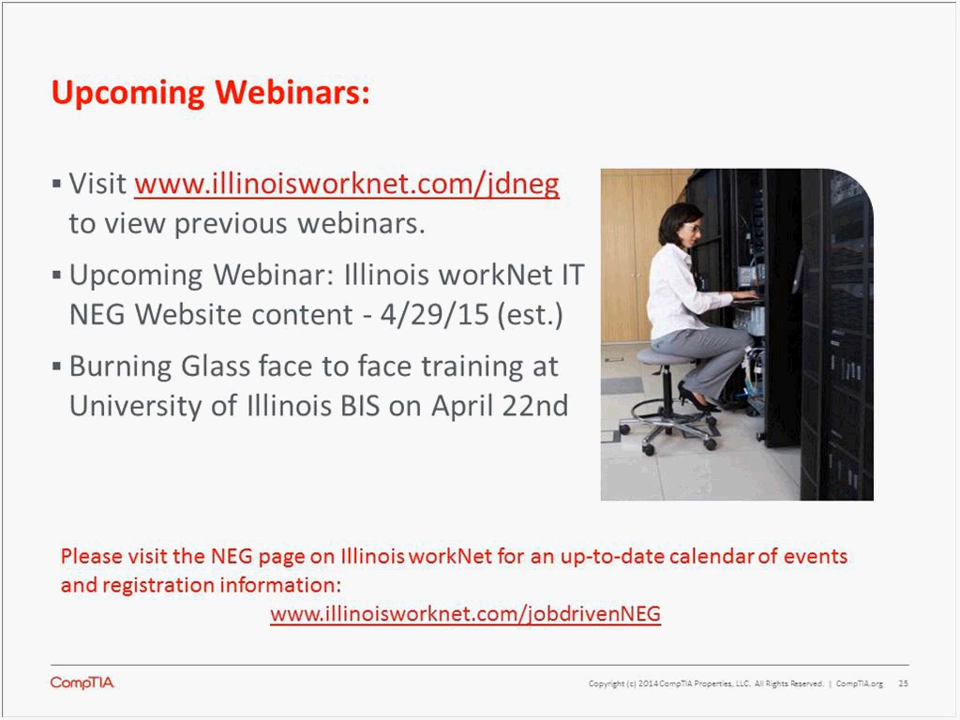 Upcoming Webinars:
▪ Visit www.illinoisworknet.com/jdneg
to view previous webinars.
▪ Upcoming Webinar: Illinois workNet IT
NEG Website content - 4/29/15 (est.)
▪ Burning Glass face to face training at
University of Illinois BIS on April 22nd
Please visit the NEG page on Illinois workNet for an up-to-date calendar of events
and registration information:
www.illinoisworknet.com/jobdrivenNEG
CompTIA
Copyright (c) 2014 CompTIA Properties, LLC. All Rights Reserved. | CompTIA.org 25